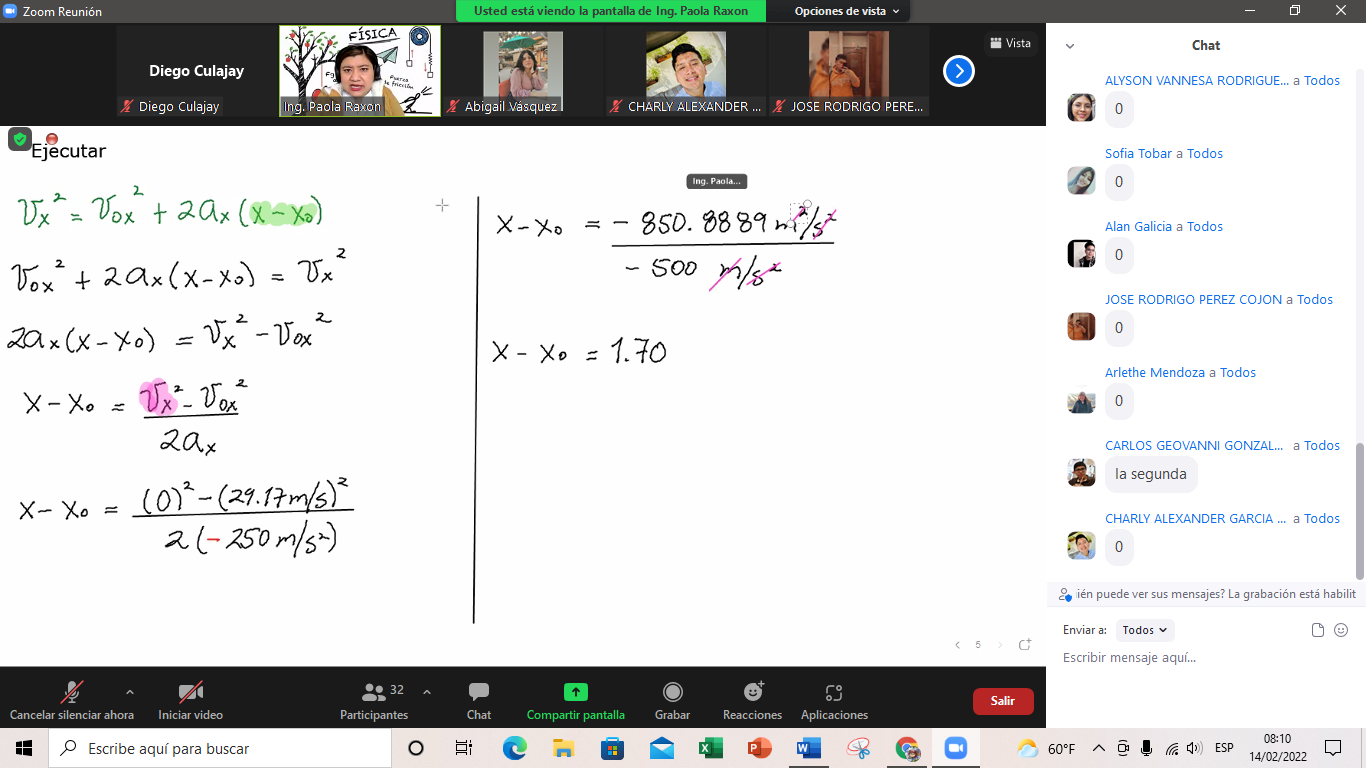 Zoom Reunión
Usted está viendo la pantalla de Ing. Paola Raxon
Opciones de vista
Diego Culajay
Diego Culajay
FÍSICA
Ing. Paola Raxon
Abigail Vásquez
CHARLY ALEXANDER ...
JOSE RODRIGO PERE...
Vista
Ejecutar
Vx² = V0x² + 2ax(x-x0)
V0x² + 2ax(x-x0) = Vx²
2ax(x-x0) = Vx² - V0x²
x-x0 = Vx² - V0x²
2ax
x-x0 = (0)² - (29.17 m/s)²
2(-250 m/s²)
Ing. Paola...
x-x0 = - 850.8889 m²/s²
- 500 m/s²
x-x0 = 1.70
5
Chat
ALYSON VANNESA RODRIGUE... a Todos
0
Sofia Tobar a Todos
0
Alan Galicia a Todos
0
JOSE RODRIGO PEREZ COJON a Todos
0
Arlethe Mendoza a Todos
0
CARLOS GEOVANNI GONZAL... a Todos
la segunda
CHARLY ALEXANDER GARCIA ... a Todos
0
ién puede ver sus mensajes? La grabación está habilit
Enviar a: Todos
Escribir mensaje aquí...
Cancelar silenciar ahora
Iniciar video
32
Participantes
Chat
Compartir pantalla
Grabar
Reacciones
Aplicaciones
Salir
Escribe aquí para buscar
60°F
ESP
08:10
14/02/2022